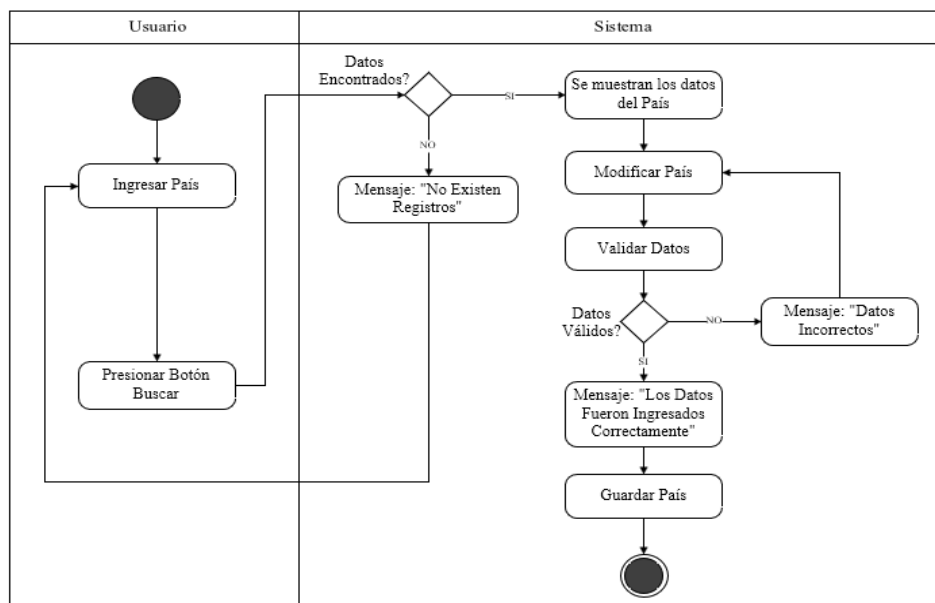 Usuario
Sistema
Datos
Encontrados?
SI
Se muestran los datos
del País
NO
Ingresar País
Mensaje: "No Existen
Registros"
Modificar País
Validar Datos
Datos
Válidos?
NO
Mensaje: "Datos
Incorrectos"
SI
Presionar Botón
Buscar
Mensaje: "Los Datos
Fueron Ingresados
Correctamente"
Guardar País